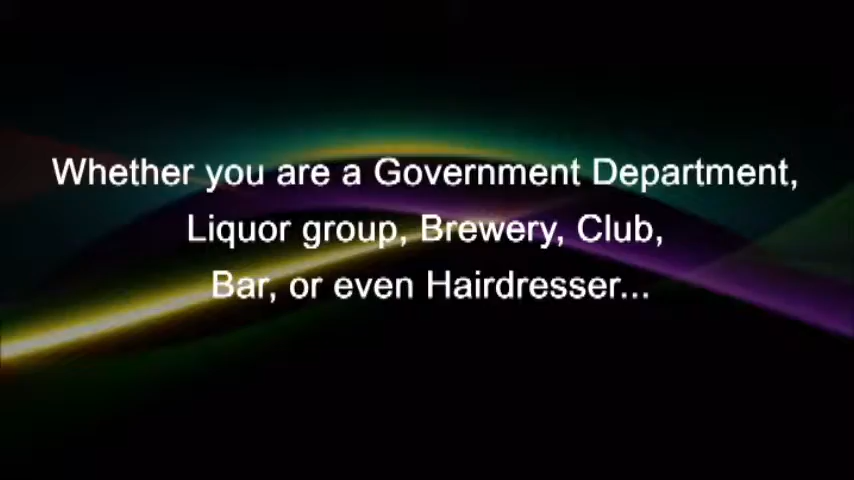 Whether you are a Government Department,
Liquor group, Brewery, Club,
Bar, or even Hairdresser...